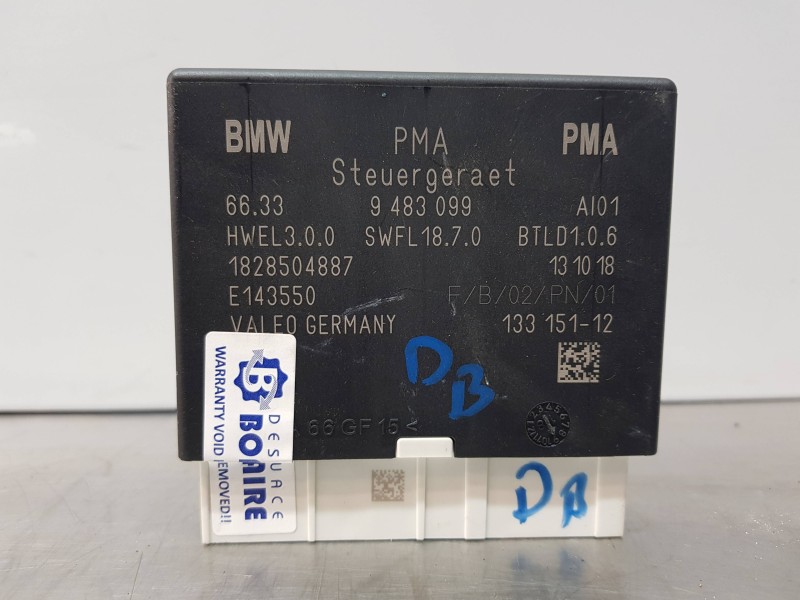 BMW PMA PMA
Steuergeraet
66.33 9 483 099 AI01
HWEL3.0.0 SWFL18.7.0 BTLD1.0.6
1828504887 13 10 18
E143550 F/B/02/PN/01
VALEO GERMANY 133 151-12
DB
66 GF 15<
WARRANTY VOID
REMOVED!!
B
DESUACE
BOAIRE
DB